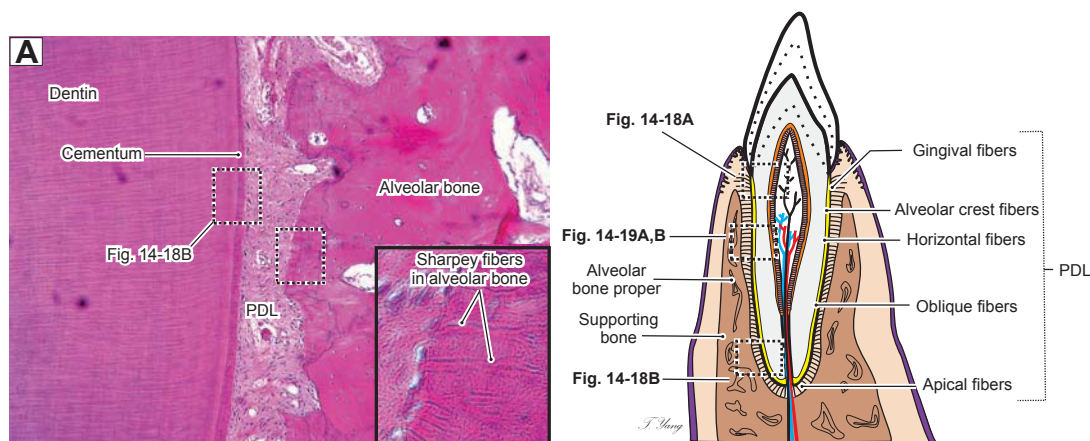 A
Dentin
Cementum
Fig. 14-18B
PDL
Alveolar bone
Sharpey fibers
in alveolar bone
Fig. 14-18A
Fig. 14-19A,B
Alveolar
bone proper
Supporting
bone
Fig. 14-18B
Gingival fibers
Alveolar crest fibers
Horizontal fibers
Oblique fibers
Apical fibers
PDL
T. Yang